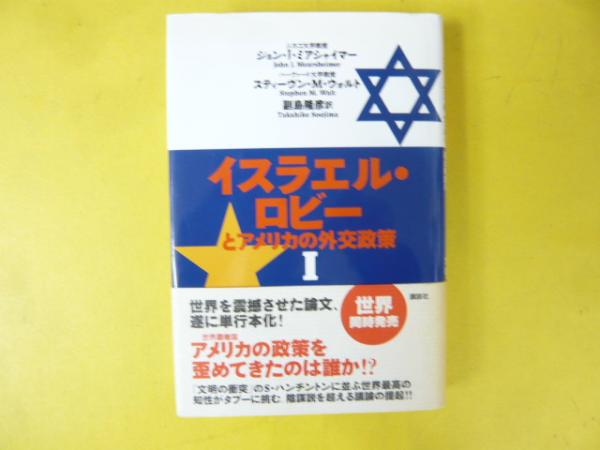 シカゴ大学教授
ジョン・J・ミアシャイマー
John J. Mearsheimer
ハーヴァード大学教授
スティーヴン・M・ウォルト
Stephen M. Walt
副島隆彦 訳
Takahiko Soejima
イスラエル・
ロビー
とアメリカの外交政策
I
講談社
世界を震撼させた論文、
遂に単行本化!
世界
同時発売
世界最強国
アメリカの政策を
歪めてきたのは誰か!?
『文明の衝突』のS・ハンチントンに並ぶ世界最高の
知性がタブーに挑む。陰謀説を超える議論の提起!!